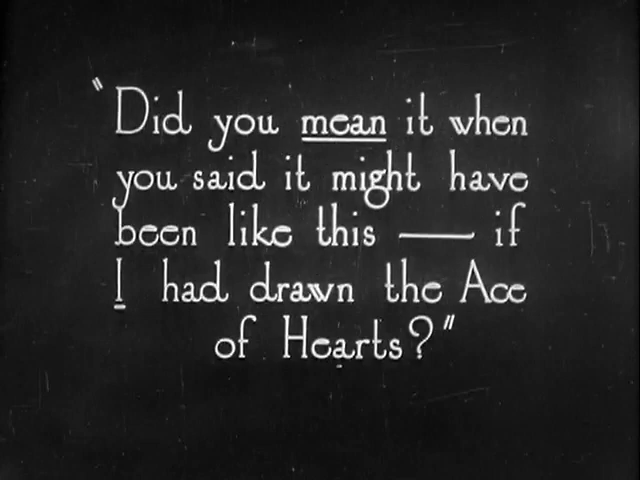 "Did you mean it when
you said it might have
been like this — if
I had drawn the Ace
of Hearts?"